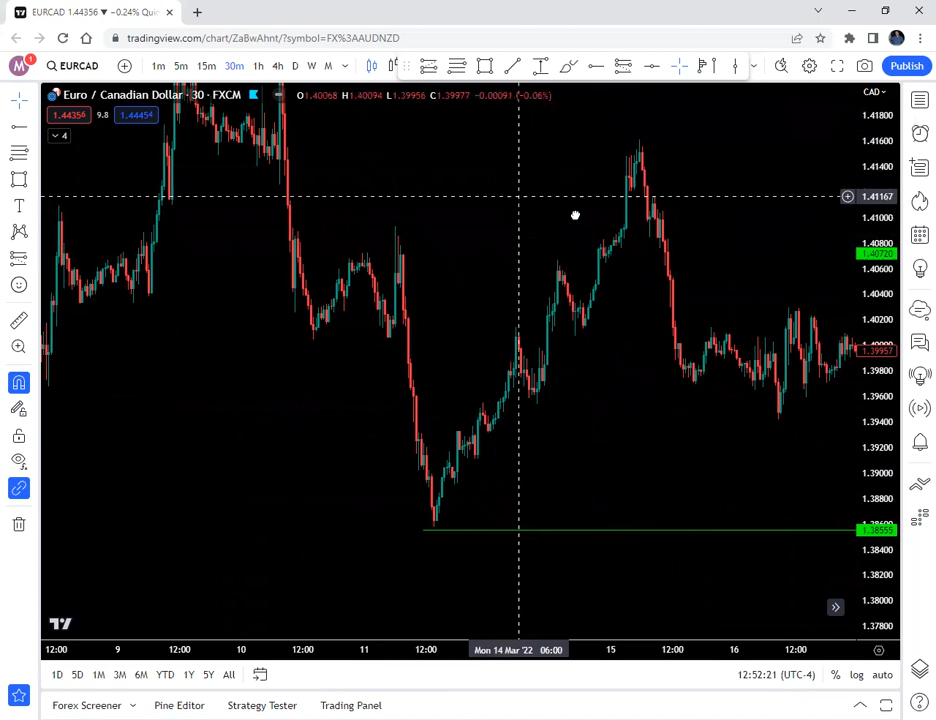 EURCAD 1.44356 ▼ −0.24% Quic
tradingview.com/chart/ZaBwAhnt/?symbol=FX%3AAUDNZD
M 1
EURCAD
1m 5m 15m 30m 1h 4h D W M
Publish
Euro / Canadian Dollar · 30 · FXCM
O1.40068 H1.40094 L1.39956 C1.39977 −0.00091 (−0.06%)
CAD
1.44356 9.8 1.44454
4
1.41800
1.41600
1.41400
1.41167
1.41000
1.40800
1.40720
1.40600
1.40400
1.40200
1.39957
1.39800
1.39600
1.39400
1.39200
1.39000
1.38800
1.38555
1.38400
1.38200
1.38000
1.37800
12:00 9 12:00 10 12:00 11 12:00 Mon 14 Mar '22 06:00 15 12:00 16 12:00
1D 5D 1M 3M 6M YTD 1Y 5Y All
12:52:21 (UTC-4) % log auto
Forex Screener Pine Editor Strategy Tester Trading Panel